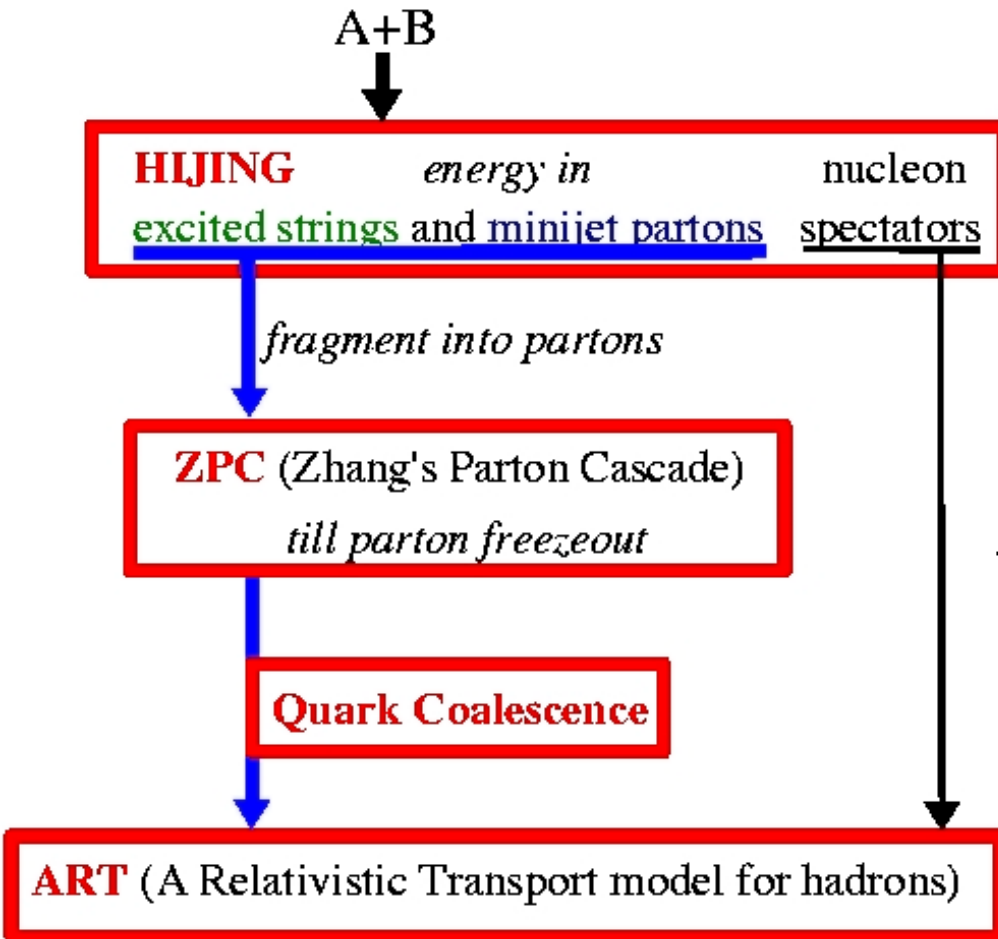 A+B
HIJING energy in nucleon
excited strings and minijet partons spectators
fragment into partons
ZPC (Zhang's Parton Cascade)
till parton freezeout
Quark Coalescence
ART (A Relativistic Transport model for hadrons)